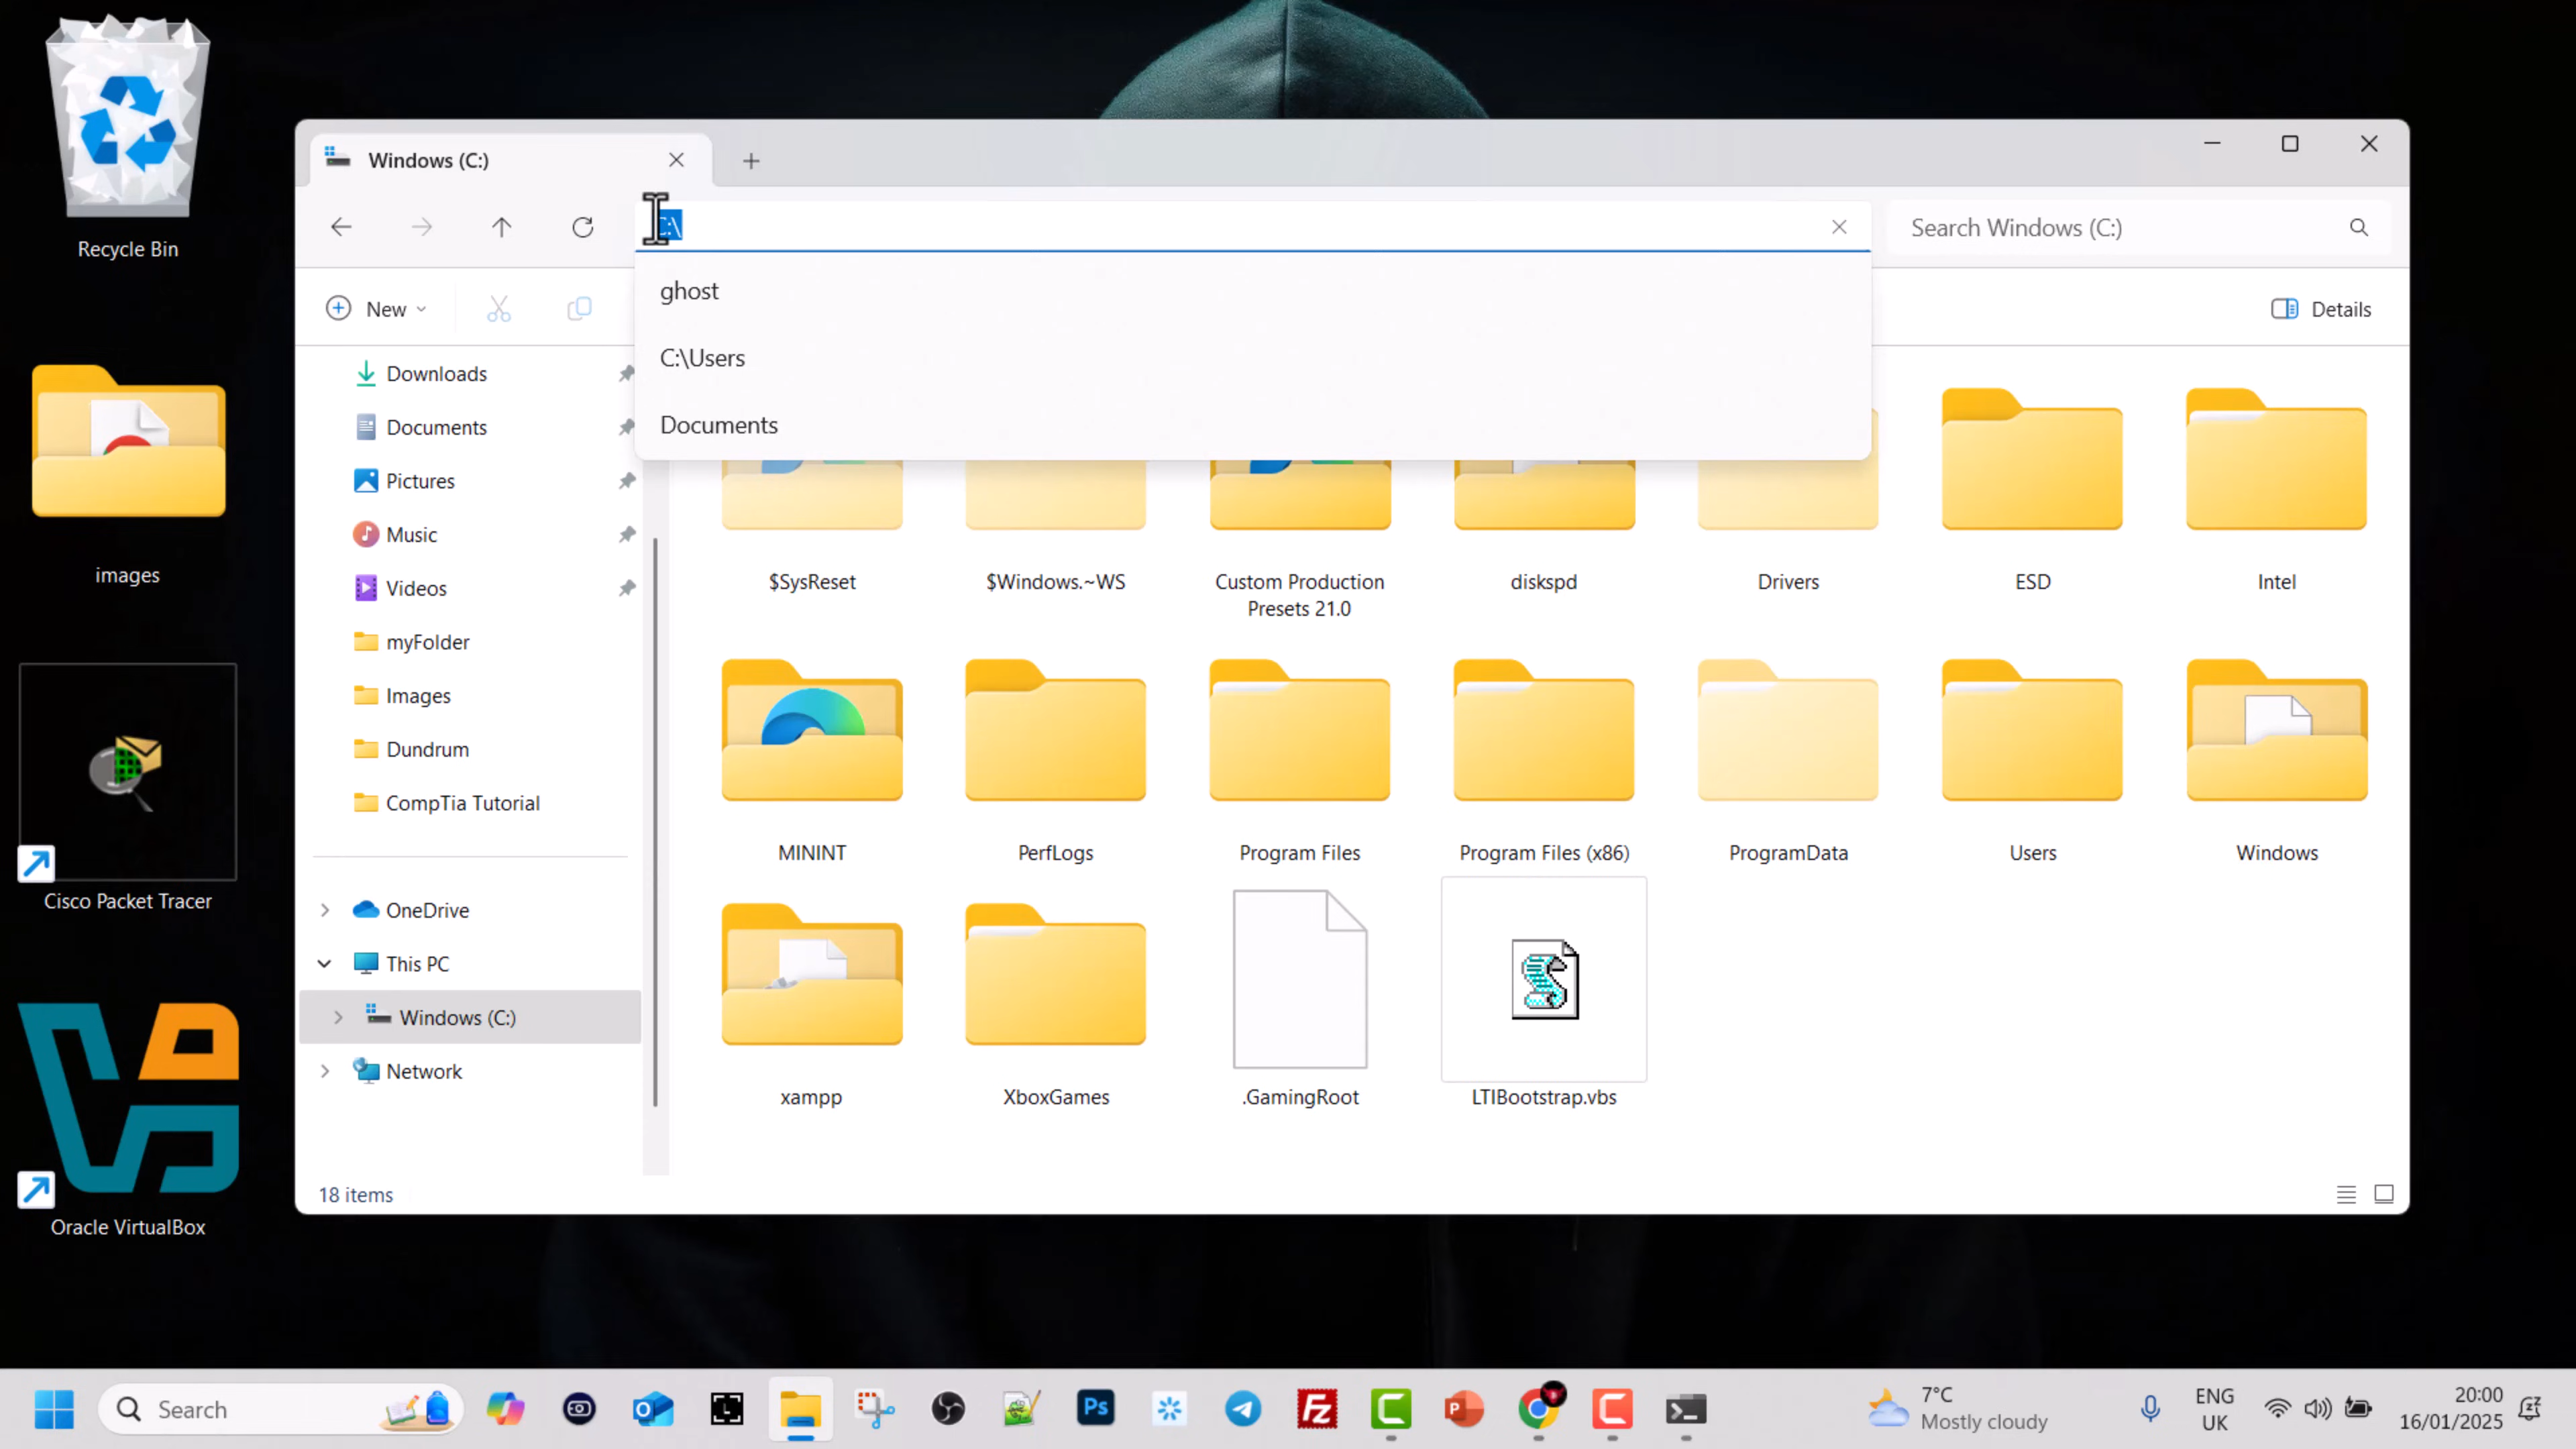 Recycle Bin
images
Cisco Packet Tracer
Oracle VirtualBox
Windows (C:)
C:\
Search Windows (C:)
ghost
C:\Users
Documents
New
Details
Downloads
Documents
Pictures
Music
Videos
myFolder
Images
Dundrum
CompTia Tutorial
OneDrive
This PC
Windows (C:)
Network
$SysReset
$Windows.~WS
Custom Production
Presets 21.0
diskspd
Drivers
ESD
Intel
MININT
PerfLogs
Program Files
Program Files (x86)
ProgramData
Users
Windows
xampp
XboxGames
.GamingRoot
LTIBootstrap.vbs
18 items
Search
Ps
7°C
Mostly cloudy
ENG
UK
20:00
16/01/2025